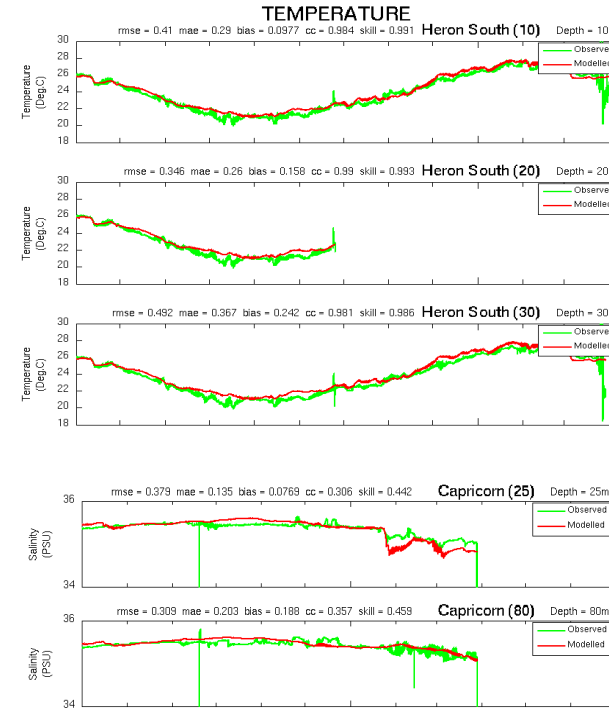 TEMPERATURE
rmse = 0.41 mae = 0.29 bias = 0.0977 cc = 0.984 skill = 0.991 Heron South (10) Depth = 10
30
28
26
24
22
20
18
Temperature
(Deg.C)
Observed
Modelled
rmse = 0.346 mae = 0.26 bias = 0.158 cc = 0.99 skill = 0.993 Heron South (20) Depth = 20
30
28
26
24
22
20
18
Temperature
(Deg.C)
Observed
Modelled
rmse = 0.492 mae = 0.367 bias = 0.242 cc = 0.981 skill = 0.986 Heron South (30) Depth = 30
30
28
26
24
22
20
18
Temperature
(Deg.C)
Observed
Modelled
rmse = 0.379 mae = 0.135 bias = 0.0769 cc = 0.306 skill = 0.442 Capricorn (25) Depth = 25m
36
34
Salinity
(PSU)
Observed
Modelled
rmse = 0.309 mae = 0.203 bias = 0.188 cc = 0.357 skill = 0.459 Capricorn (80) Depth = 80m
36
34
Salinity
(PSU)
Observed
Modelled